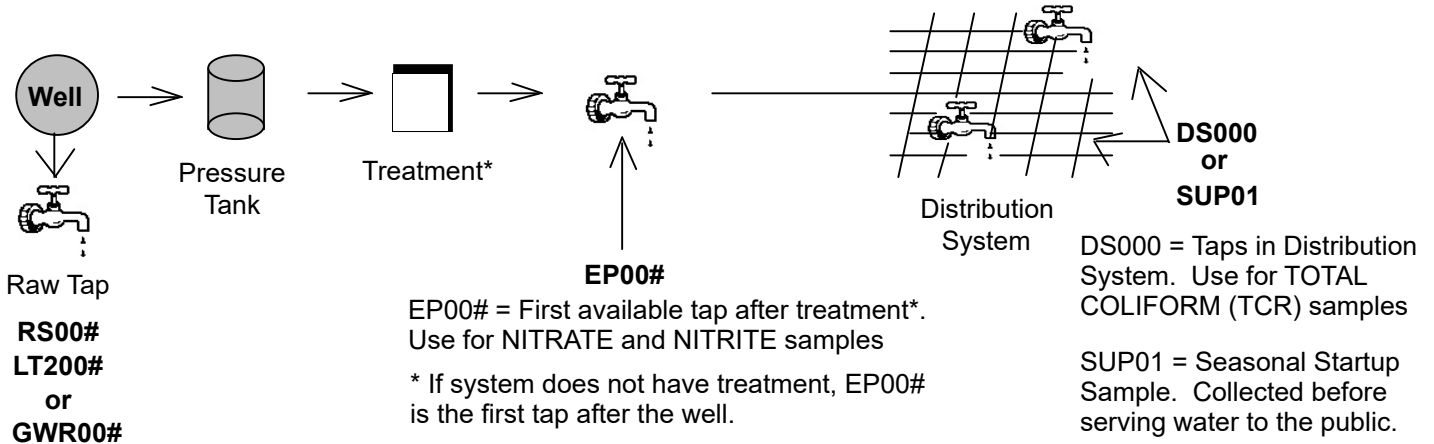 Well
Pressure
Tank
Treatment*
Raw Tap
RS00#
LT200#
or
GWR00#
EP00#
EP00# = First available tap after treatment*.
Use for NITRATE and NITRITE samples
* If system does not have treatment, EP00#
is the first tap after the well.
Distribution
System
DS000
or
SUP01
DS000 = Taps in Distribution
System. Use for TOTAL
COLIFORM (TCR) samples
SUP01 = Seasonal Startup
Sample. Collected before
serving water to the public.